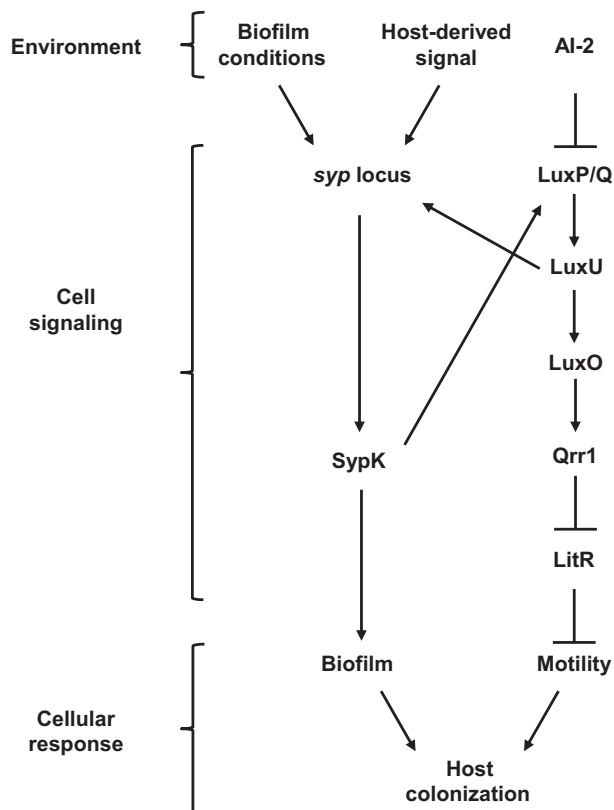 Environment
Biofilm
conditions
Host-derived
signal
AI-2
Cell
signaling
syp locus
LuxP/Q
LuxU
LuxO
SypK
Qrr1
LitR
Cellular
response
Biofilm
Motility
Host
colonization